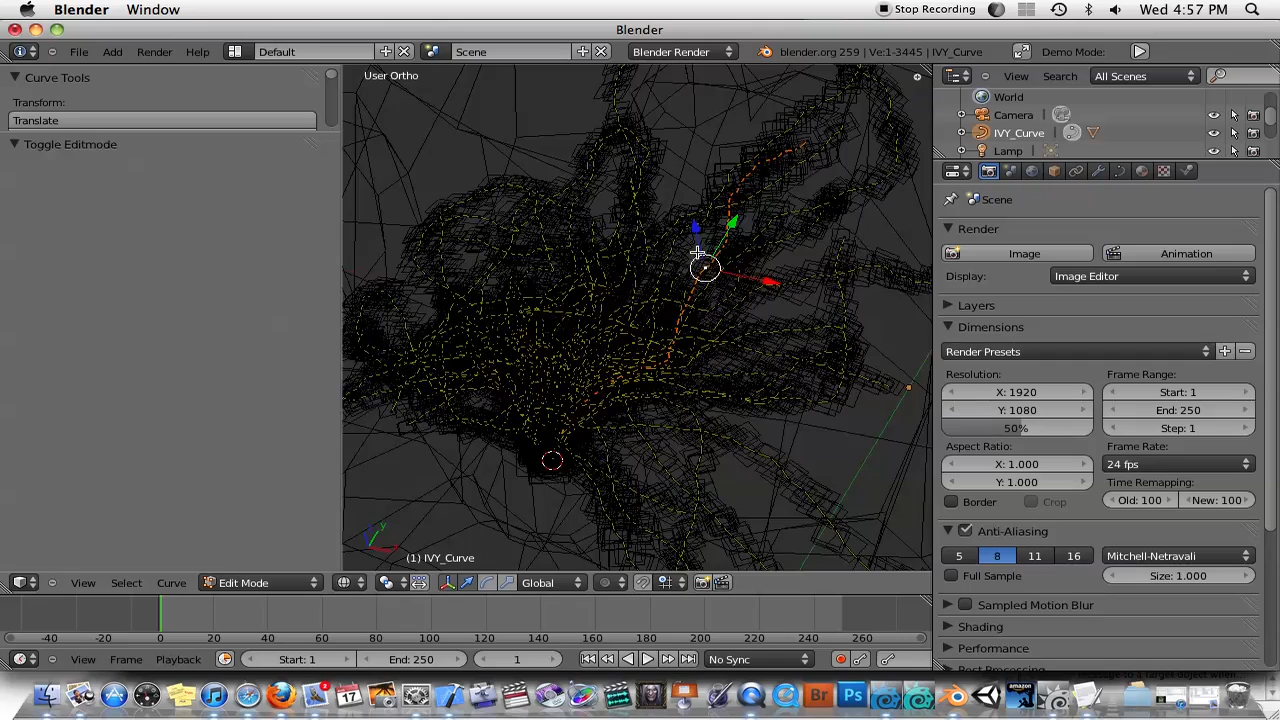 Blender Window Stop Recording Wed 4:57 PM
Blender
File Add Render Help Default Scene Blender Render blender.org 259 | Ve:1-3445 | IVY_Curve Demo Mode:
Curve Tools
Transform:
Translate
Toggle Editmode
User Ortho
y
(1) IVY_Curve
View Search All Scenes
World
Camera
IVY_Curve
Lamp
Scene
Render
Image Animation
Display: Image Editor
Layers
Dimensions
Render Presets
Resolution: Frame Range:
X: 1920 Start: 1
Y: 1080 End: 250
50% Step: 1
Aspect Ratio: Frame Rate:
X: 1.000 24 fps
Y: 1.000 Time Remapping:
Border Crop Old: 100 New: 100
Anti-Aliasing
5 8 11 16 Mitchell-Netravali
Full Sample Size: 1.000
Sampled Motion Blur
Shading
Performance
Post Processing
View Select Curve Edit Mode Global
-40 -20 0 20 40 60 80 100 120 140 160 180 200 220 240 260
View Frame Playback Start: 1 End: 250 1 No Sync
2 17 Br Ps amazon